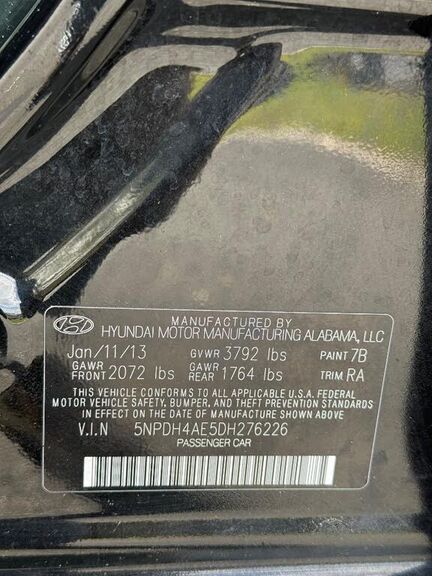 MANUFACTURED BY
HYUNDAI MOTOR MANUFACTURING ALABAMA, LLC
Jan/11/13 GVWR 3792 lbs PAINT 7B
GAWR FRONT 2072 lbs GAWR REAR 1764 lbs TRIM RA
THIS VEHICLE CONFORMS TO ALL APPLICABLE U.S.A. FEDERAL
MOTOR VEHICLE SAFETY, BUMPER, AND THEFT PREVENTION STANDARDS
IN EFFECT ON THE DATE OF MANUFACTURE SHOWN ABOVE
V.I.N 5NPDH4AE5DH276226
PASSENGER CAR